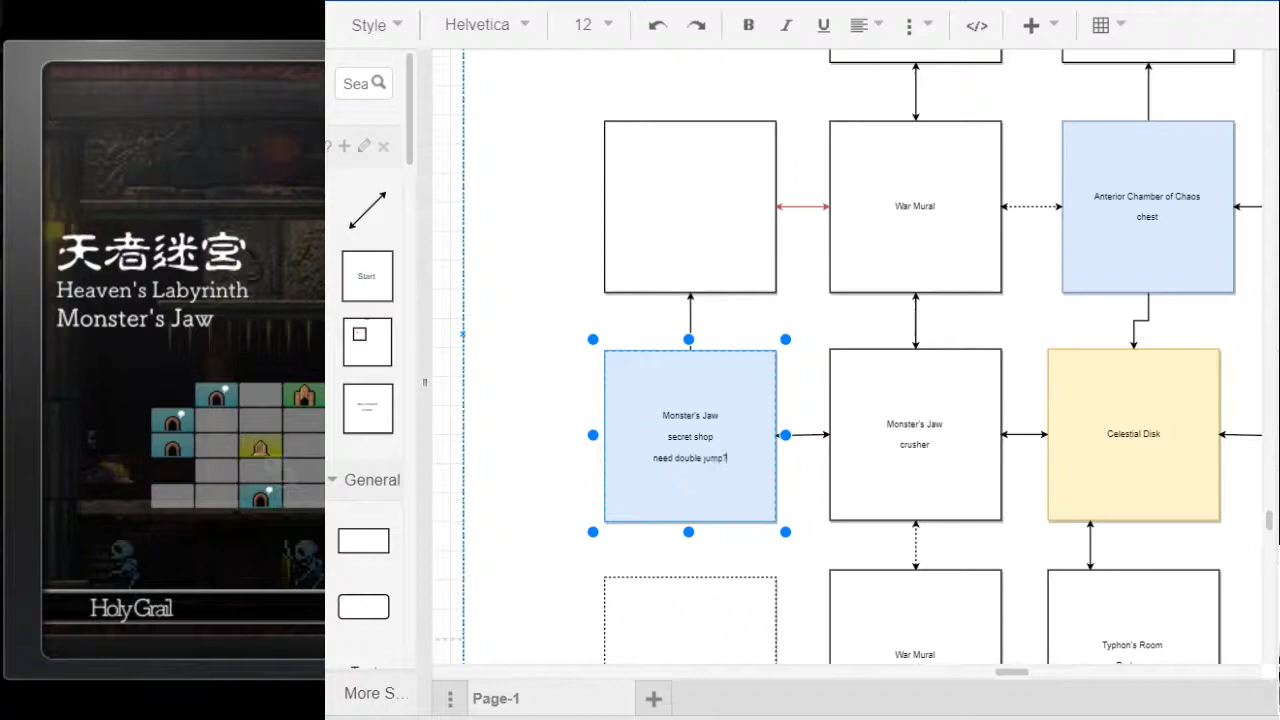 天者迷宮
Heaven's Labyrinth
Monster's Jaw
Holy Grail
Style
Helvetica
12
B
I
U
</>
Sea
Start
General
More S...
Page-1
War Mural
Anterior Chamber of Chaos
chest
Monster's Jaw
secret shop
need double jump?
Monster's Jaw
crusher
Celestial Disk
War Mural
Typhon's Room